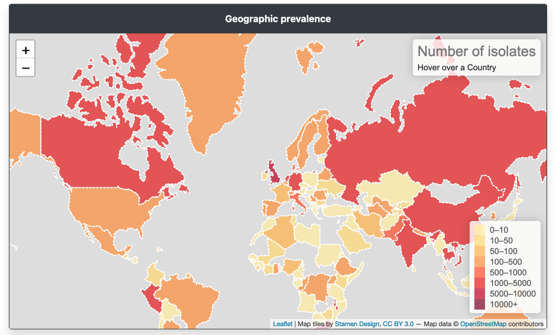 Geographic prevalence
+
−
Number of isolates
Hover over a Country
0–10
10–50
50–100
100–500
500–1000
1000–5000
5000–10000
10000+
Leaflet | Map tiles by Stamen Design, CC BY 3.0 — Map data © OpenStreetMap contributors